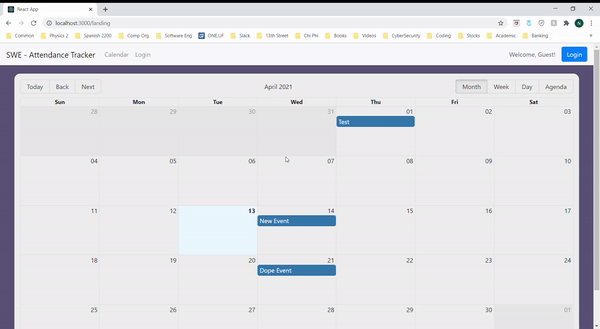 React App
localhost:3000/landing
Common Physics 2 Spanish 2200 Comp Org Software Eng ONE.UF Slack 13th Street Chi Phi Books Videos CyberSecurity Coding Stocks Academic Banking
SWE - Attendance Tracker Calendar Login Welcome, Guest! Login
Today Back Next April 2021 Month Week Day Agenda
Sun Mon Tue Wed Thu Fri Sat
28 29 30 31 01 02 03
Test
04 05 06 07 08 09 10
11 12 13 14 15 16 17
New Event
18 19 20 21 22 23 24
Dope Event
25 26 27 28 29 30 01